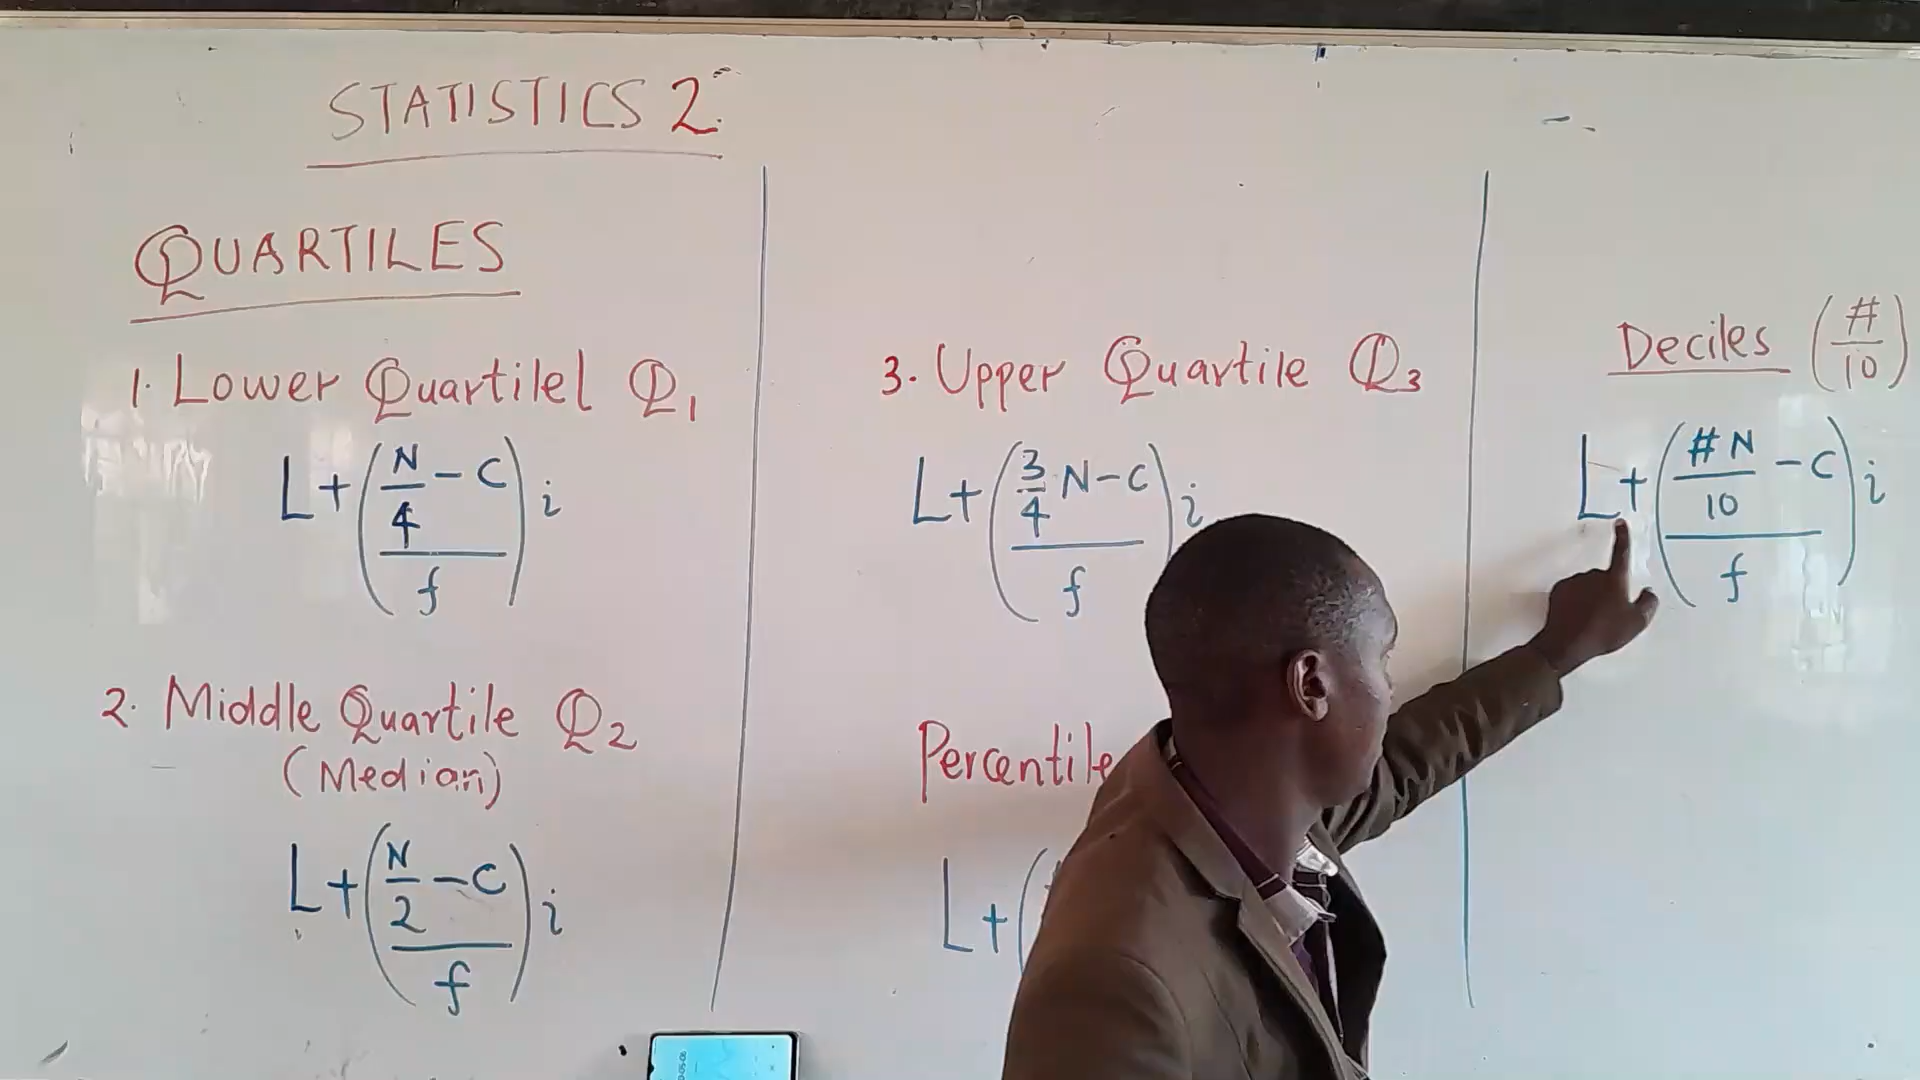 STATISTICS 2
QUARTILES
1. Lower Quartilel Q₁
L+((N/4 - C)/f) i
2. Middle Quartile Q₂
(Median)
L+((N/2 - C)/f) i
3. Upper Quartile Q₃
L+((3/4 N - C)/f) i
Percentile
L+(
Deciles (#/10)
L+((#N/10 - C)/f) i